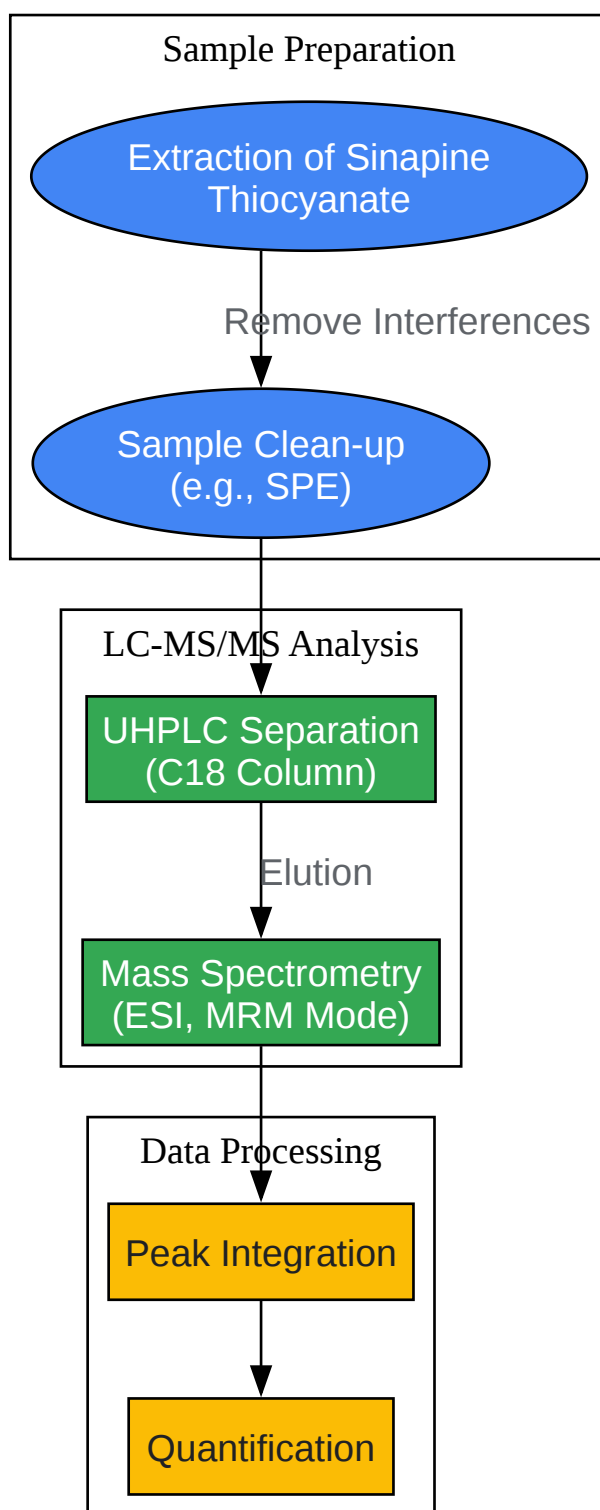 Sample Preparation
Extraction of Sinapine
Thiocyanate
Remove Interferences
Sample Clean-up
(e.g., SPE)
LC-MS/MS Analysis
UHPLC Separation
(C18 Column)
Elution
Mass Spectrometry
(ESI, MRM Mode)
Data Processing
Peak Integration
Quantification